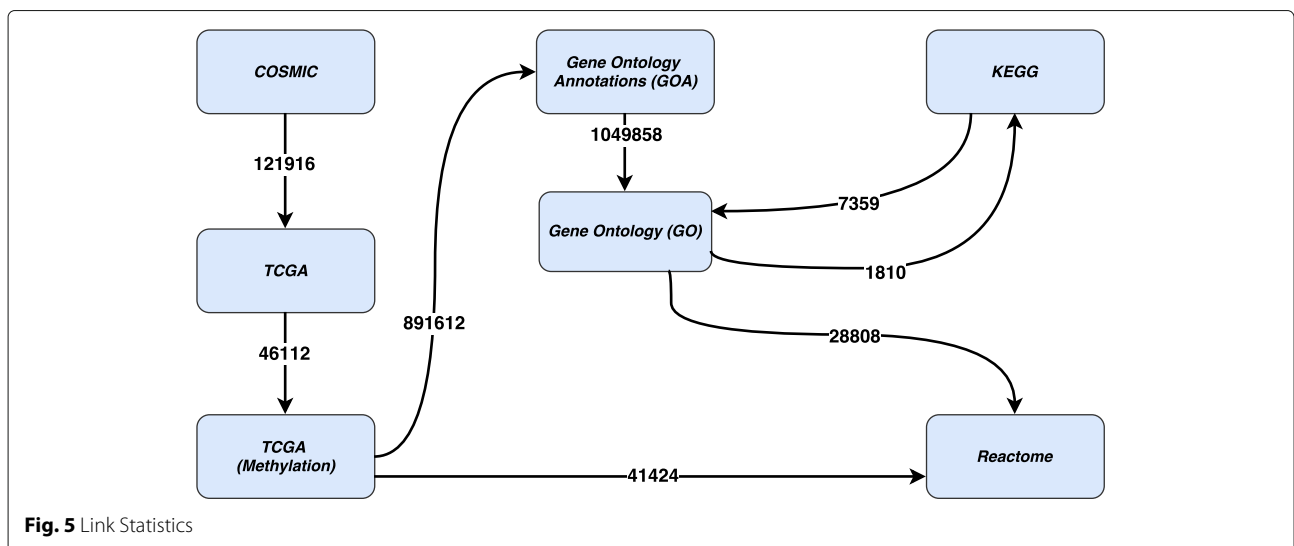 COSMIC
Gene Ontology
Annotations (GOA)
KEGG
121916
1049858
7359
Gene Ontology (GO)
TCGA
1810
891612
28808
46112
TCGA
(Methylation)
41424
Reactome
Fig. 5 Link Statistics